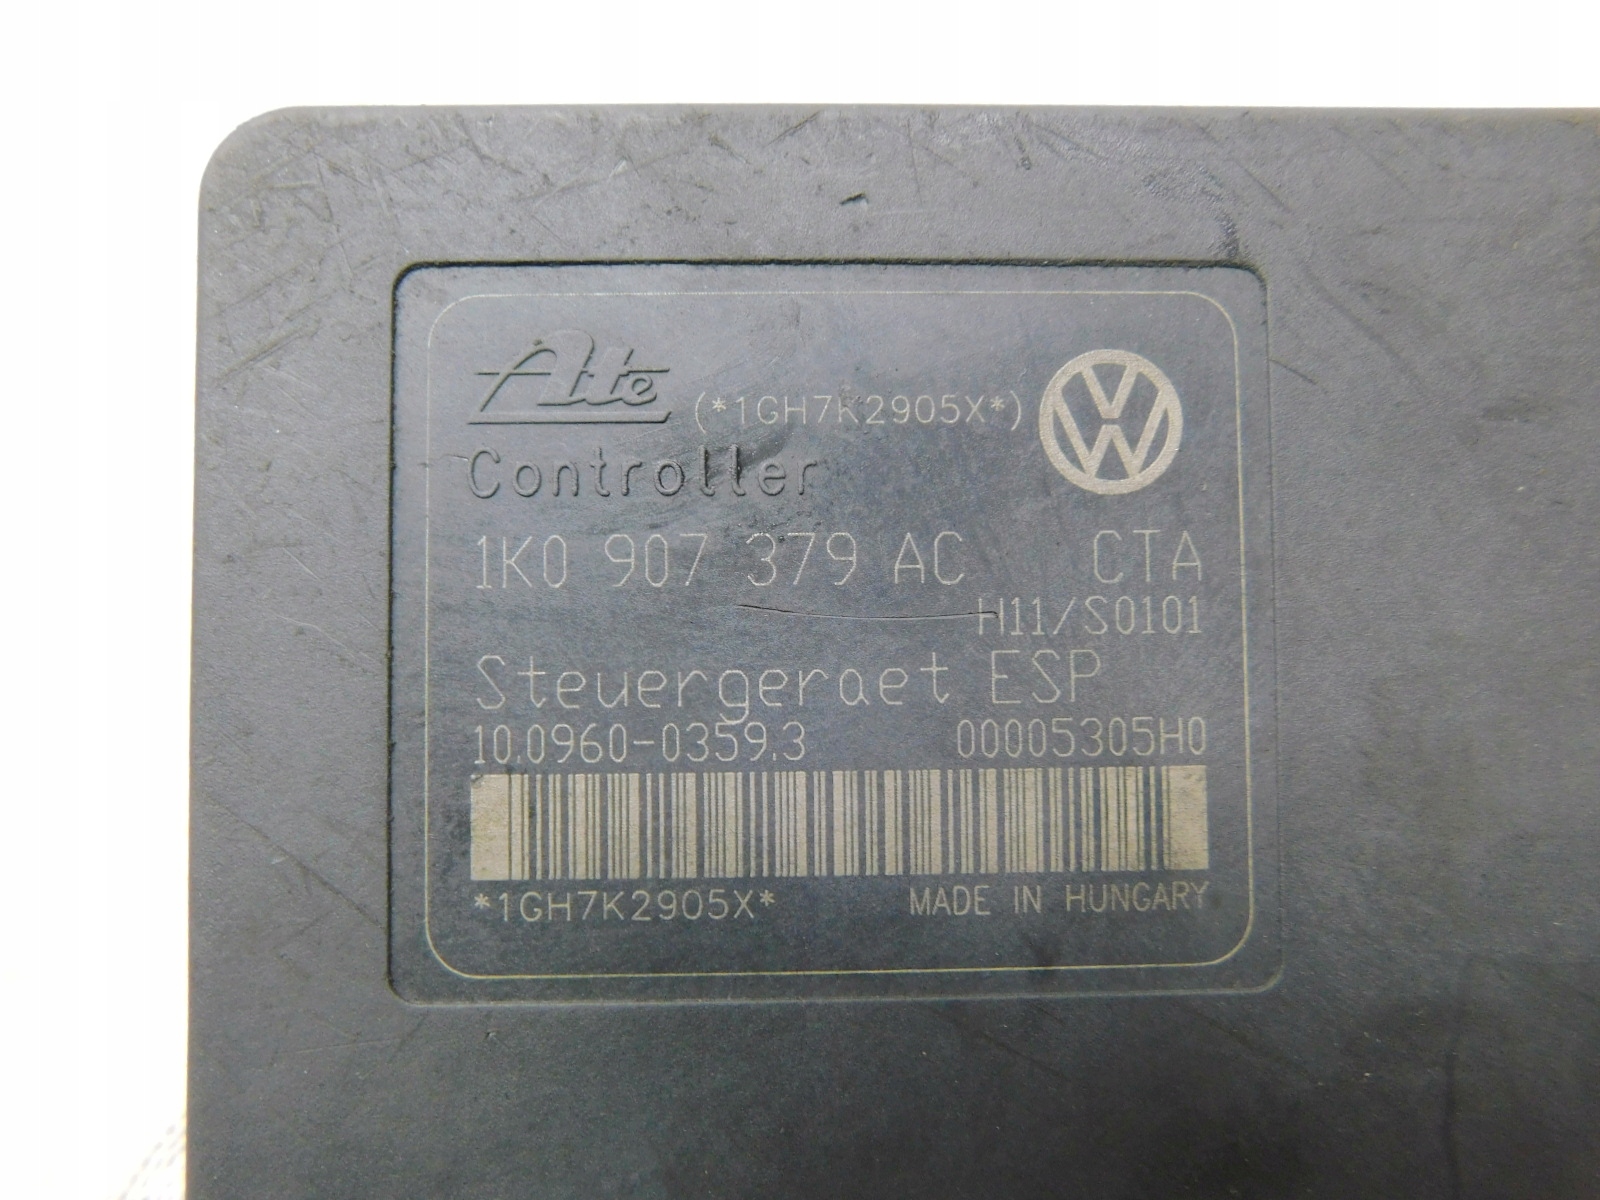 Ate (*1GH7K2905X*)
Controller
1K0 907 379 AC CTA
H11/S0101
Steuergeraet ESP
10.0960-0359.3 00005305H0
*1GH7K2905X* MADE IN HUNGARY